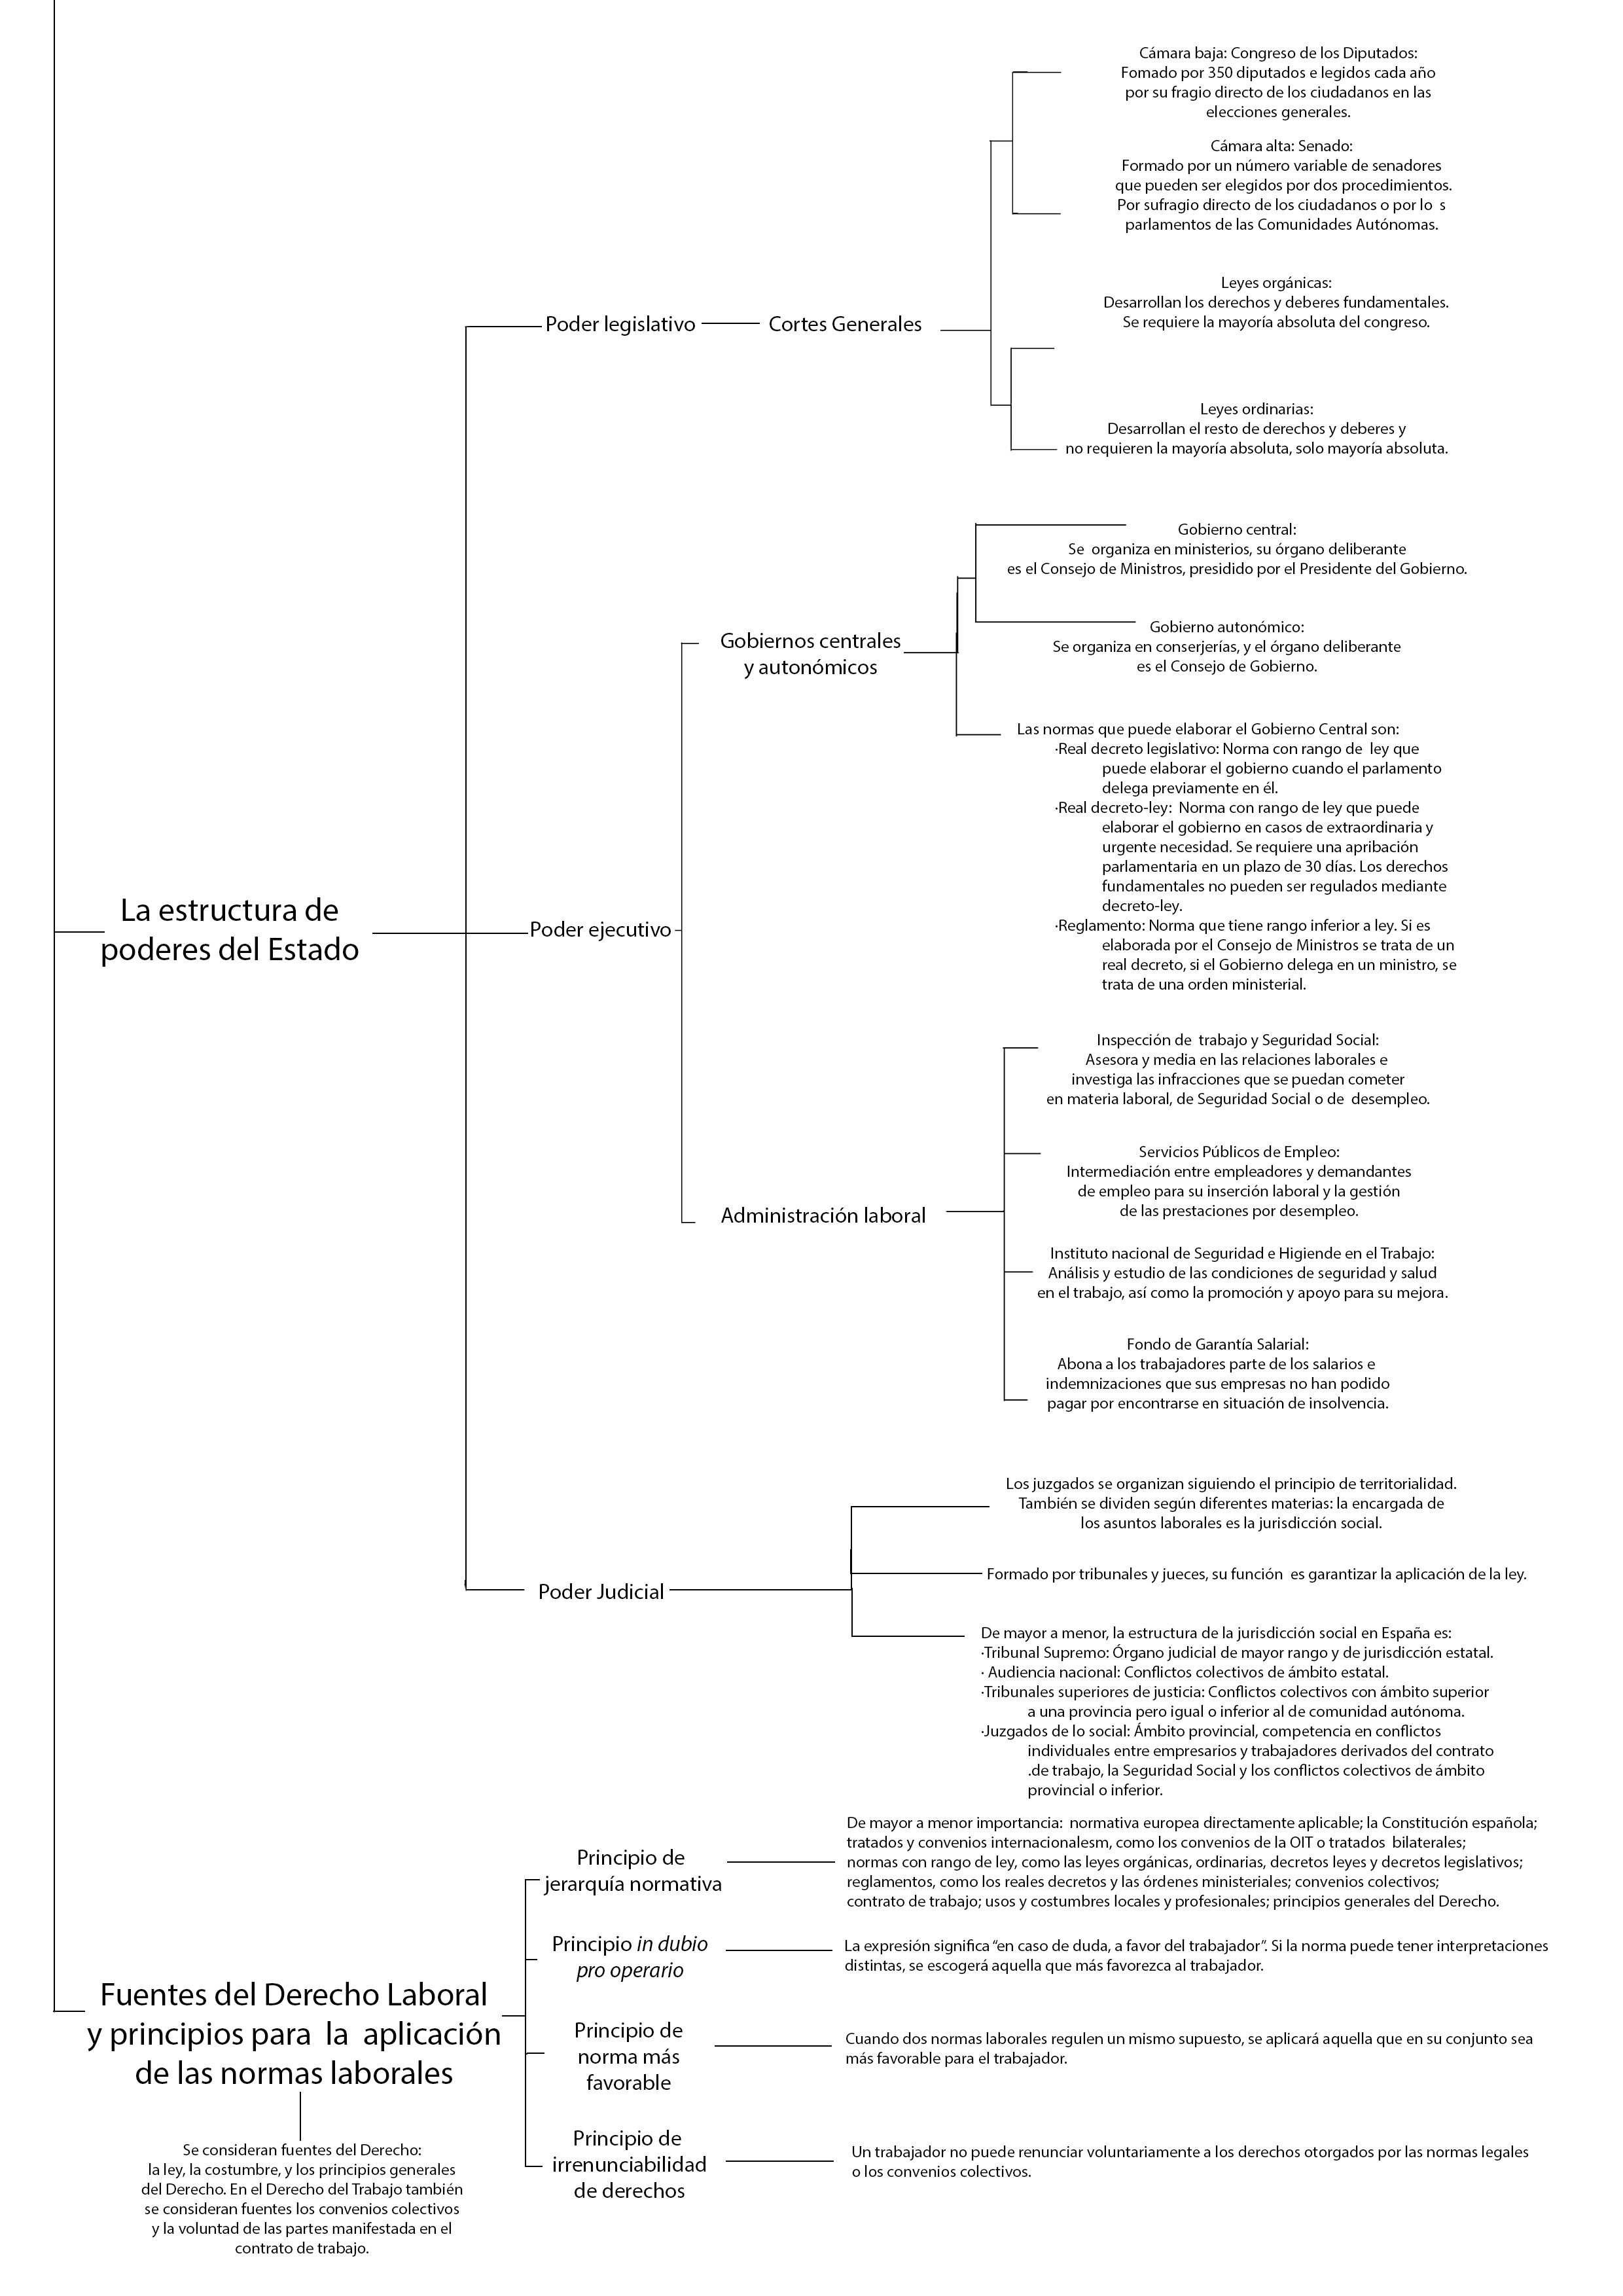 Cámara baja: Congreso de los Diputados:
Fomado por 350 diputados e legidos cada año
por su fragio directo de los ciudadanos en las
elecciones generales.
Cámara alta: Senado:
Formado por un número variable de senadores
que pueden ser elegidos por dos procedimientos.
Por sufragio directo de los ciudadanos o por lo s
parlamentos de las Comunidades Autónomas.
Leyes orgánicas:
Desarrollan los derechos y deberes fundamentales.
Se requiere la mayoría absoluta del congreso.
Poder legislativo
Cortes Generales
Leyes ordinarias:
Desarrollan el resto de derechos y deberes y
no requieren la mayoría absoluta, solo mayoría absoluta.
Gobierno central:
Se organiza en ministerios, su órgano deliberante
es el Consejo de Ministros, presidido por el Presidente del Gobierno.
Gobiernos centrales
y autonómicos
Gobierno autonómico:
Se organiza en conserjerías, y el órgano deliberante
es el Consejo de Gobierno.
Las normas que puede elaborar el Gobierno Central son:
·Real decreto legislativo: Norma con rango de ley que
puede elaborar el gobierno cuando el parlamento
delega previamente en él.
·Real decreto-ley: Norma con rango de ley que puede
elaborar el gobierno en casos de extraordinaria y
urgente necesidad. Se requiere una apribación
parlamentaria en un plazo de 30 días. Los derechos
fundamentales no pueden ser regulados mediante
decreto-ley.
·Reglamento: Norma que tiene rango inferior a ley. Si es
elaborada por el Consejo de Ministros se trata de un
real decreto, si el Gobierno delega en un ministro, se
trata de una orden ministerial.
La estructura de
poderes del Estado
Poder ejecutivo
Inspección de trabajo y Seguridad Social:
Asesora y media en las relaciones laborales e
investiga las infracciones que se puedan cometer
en materia laboral, de Seguridad Social o de desempleo.
Servicios Públicos de Empleo:
Intermediación entre empleadores y demandantes
de empleo para su inserción laboral y la gestión
de las prestaciones por desempleo.
Administración laboral
Instituto nacional de Seguridad e Higiende en el Trabajo:
Análisis y estudio de las condiciones de seguridad y salud
en el trabajo, así como la promoción y apoyo para su mejora.
Fondo de Garantía Salarial:
Abona a los trabajadores parte de los salarios e
indemnizaciones que sus empresas no han podido
pagar por encontrarse en situación de insolvencia.
Los juzgados se organizan siguiendo el principio de territorialidad.
También se dividen según diferentes materias: la encargada de
los asuntos laborales es la jurisdicción social.
Poder Judicial
Formado por tribunales y jueces, su función es garantizar la aplicación de la ley.
De mayor a menor, la estructura de la jurisdicción social en España es:
·Tribunal Supremo: Órgano judicial de mayor rango y de jurisdicción estatal.
· Audiencia nacional: Conflictos colectivos de ámbito estatal.
·Tribunales superiores de justicia: Conflictos colectivos con ámbito superior
a una provincia pero igual o inferior al de comunidad autónoma.
·Juzgados de lo social: Ámbito provincial, competencia en conflictos
individuales entre empresarios y trabajadores derivados del contrato
.de trabajo, la Seguridad Social y los conflictos colectivos de ámbito
provincial o inferior.
Principio de
jerarquía normativa
De mayor a menor importancia: normativa europea directamente aplicable; la Constitución española;
tratados y convenios internacionalesm, como los convenios de la OIT o tratados bilaterales;
normas con rango de ley, como las leyes orgánicas, ordinarias, decretos leyes y decretos legislativos;
reglamentos, como los reales decretos y las órdenes ministeriales; convenios colectivos;
contrato de trabajo; usos y costumbres locales y profesionales; principios generales del Derecho.
Principio in dubio
pro operario
La expresión significa “en caso de duda, a favor del trabajador”. Si la norma puede tener interpretaciones
distintas, se escogerá aquella que más favorezca al trabajador.
Fuentes del Derecho Laboral
y principios para la aplicación
de las normas laborales
Principio de
norma más
favorable
Cuando dos normas laborales regulen un mismo supuesto, se aplicará aquella que en su conjunto sea
más favorable para el trabajador.
Principio de
irrenunciabilidad
de derechos
Un trabajador no puede renunciar voluntariamente a los derechos otorgados por las normas legales
o los convenios colectivos.
Se consideran fuentes del Derecho:
la ley, la costumbre, y los principios generales
del Derecho. En el Derecho del Trabajo también
se consideran fuentes los convenios colectivos
y la voluntad de las partes manifestada en el
contrato de trabajo.